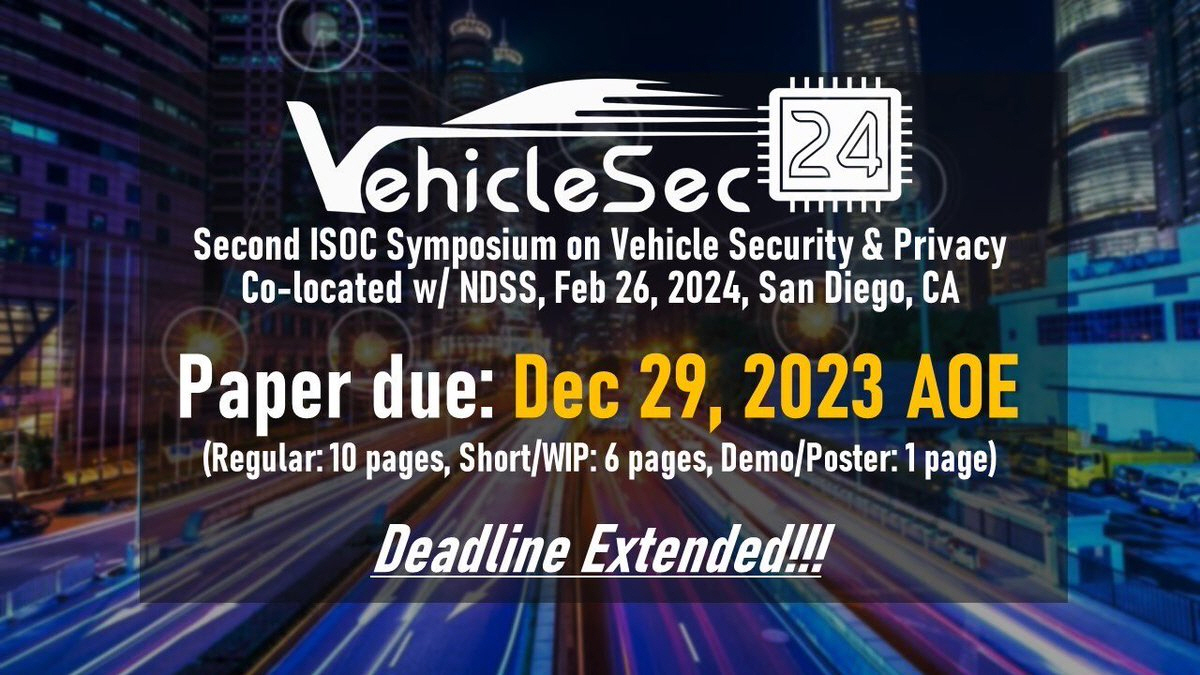 VehicleSec 24
Second ISOC Symposium on Vehicle Security & Privacy
Co-located w/ NDSS, Feb 26, 2024, San Diego, CA
Paper due: Dec 29, 2023 AOE
(Regular: 10 pages, Short/WIP: 6 pages, Demo/Poster: 1 page)
Deadline Extended!!!